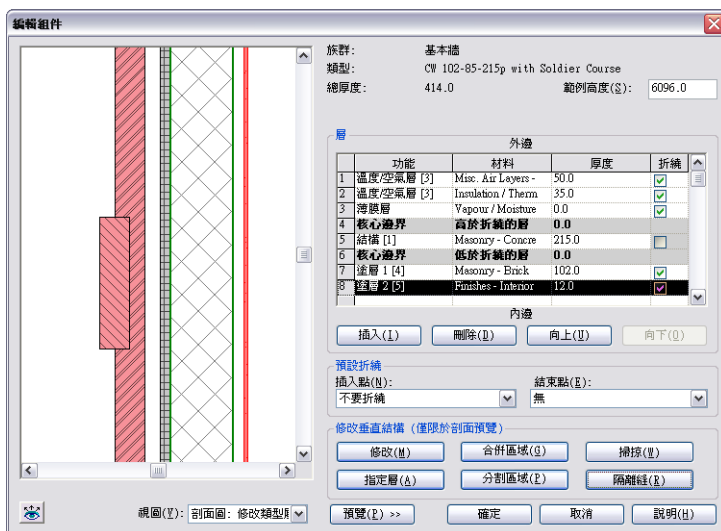 編輯組件
族群: 基本牆
類型: CW 102-85-215p with Soldier Course
總厚度: 414.0 範例高度(S): 6096.0
層
外邊
功能 材料 厚度 折繞
1 溫度/空氣層 [3] Misc. Air Layers - 50.0
2 溫度/空氣層 [3] Insulation / Therm 35.0
3 薄膜層 Vapour / Moisture 0.0
4 核心邊界 高於折繞的層 0.0
5 結構 [1] Masonry - Concre 215.0
6 核心邊界 低於折繞的層 0.0
7 塗層 1 [4] Masonry - Brick 102.0
8 塗層 2 [5] Finishes - Interior 12.0
內邊
插入(I) 刪除(D) 向上(U) 向下(O)
預設折繞
插入點(N): 結束點(E):
不要折繞 無
修改垂直結構 (僅限於剖面預覽)
修改(M) 合併區域(G) 掃掠(W)
指定層(A) 分割區域(P) 隔離縫(R)
視圖(V): 剖面圖: 修改類型 預覽(P) >> 確定 取消 說明(H)